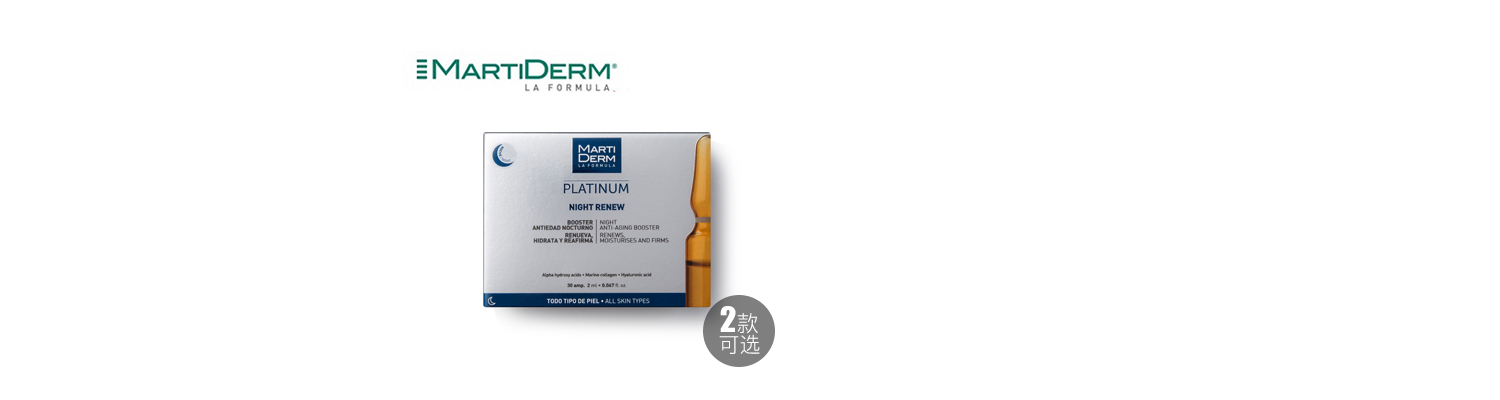 MARTIDERM®
LA FORMULA
MARTI
DERM
LA FORMULA
PLATINUM
NIGHT RENEW
BOOSTER | NIGHT
ANTIEDAD NOCTURNO | ANTI-AGING BOOSTER
RENUEVA, | RENEWS,
HIDRATA Y REAFIRMA | MOISTURISES AND FIRMS
Alpha hydroxy acids • Marine collagen • Hyaluronic acid
30 amp. 2 ml • 0.067 fl. oz
TODO TIPO DE PIEL • ALL SKIN TYPES
2款
可选